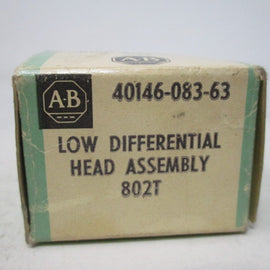 A-B
40146-083-63
LOW DIFFERENTIAL
HEAD ASSEMBLY
802T